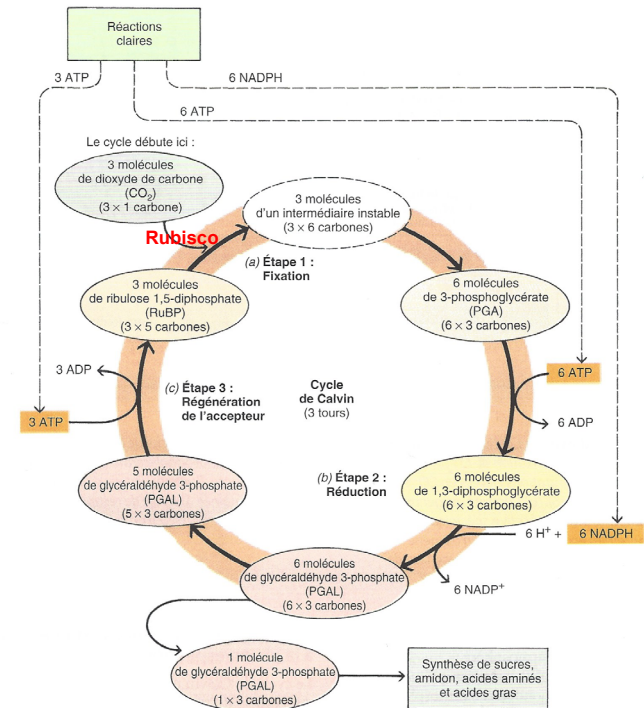 Réactions
claires
3 ATP
6 NADPH
6 ATP
Le cycle débute ici :
3 molécules
de dioxyde de carbone
(CO₂)
(3 × 1 carbone)
3 molécules
d'un intermédiaire instable
(3 × 6 carbones)
Rubisco
(a) Étape 1 :
Fixation
3 molécules
de ribulose 1,5-diphosphate
(RuBP)
(3 × 5 carbones)
6 molécules
de 3-phosphoglycérate
(PGA)
(6 × 3 carbones)
3 ADP
3 ATP
(c) Étape 3 :
Régénération
de l'accepteur
Cycle
de Calvin
(3 tours)
6 ATP
6 ADP
5 molécules
de glycéraldéhyde 3-phosphate
(PGAL)
(5 × 3 carbones)
(b) Étape 2 :
Réduction
6 molécules
de 1,3-diphosphoglycérate
(6 × 3 carbones)
6 H⁺ + 6 NADPH
6 NADP⁺
6 molécules
de glycéraldéhyde 3-phosphate
(PGAL)
(6 × 3 carbones)
1 molécule
de glycéraldéhyde 3-phosphate
(PGAL)
(1 × 3 carbones)
Synthèse de sucres,
amidon, acides aminés
et acides gras